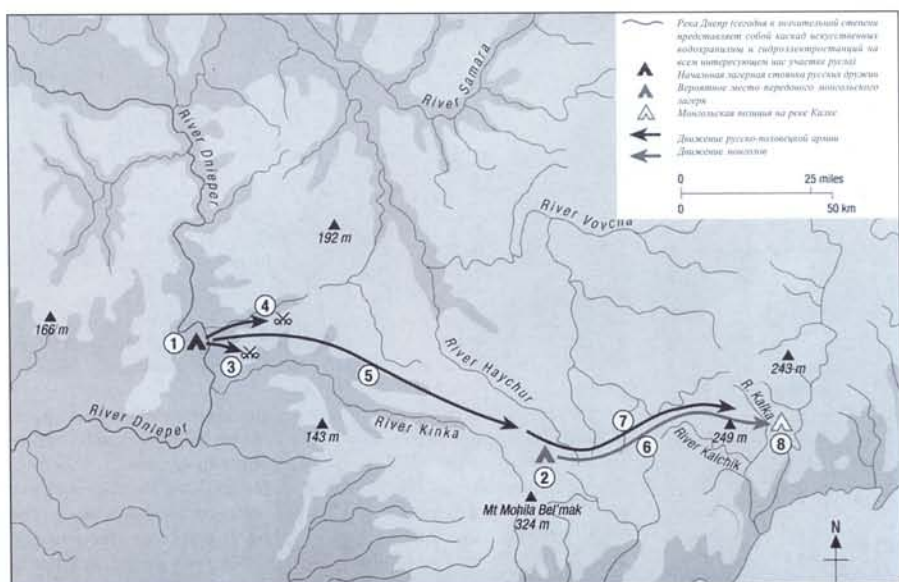 Река Днепр (сегодня в значительной степени
представляет собой каскад искусственных
водохранилищ и гидроэлектростанций на
всем интересующем нас участке русла)
Начальная лагерная стоянка русских дружин
Вероятное место передового монгольского
лагеря
Монгольская позиция на реке Калке
Движение русско-половецкой армии
Движение монголов
0 25 miles
0 50 km
River Samara
River Dnieper
River Vovcha
192 m
166 m
4
1
3
5
243 m
River Haychur
R. Kalka
7
249 m
8
River Dnieper
143 m
River Kinka
6
River Kalchik
2
Mt Mohila Bel'mak
324 m
N